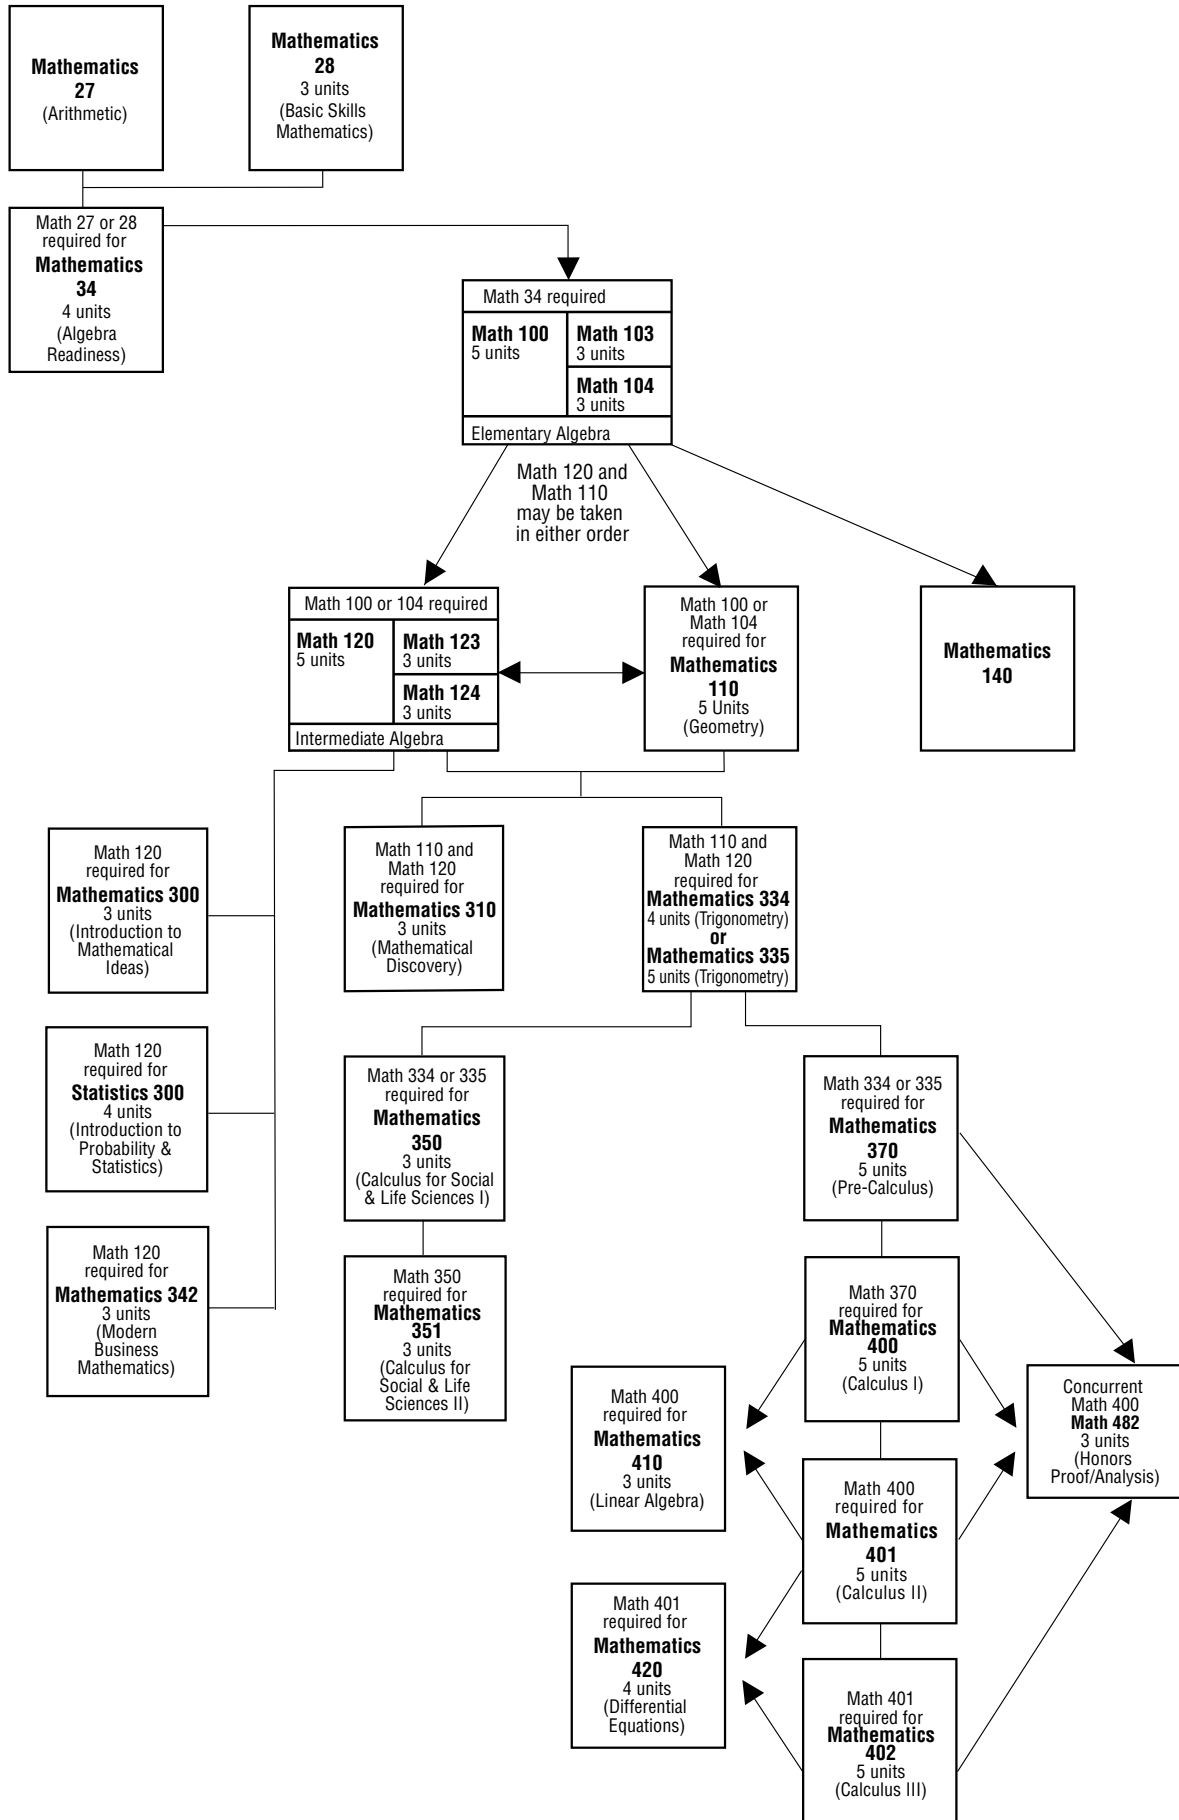 Mathematics
27
(Arithmetic)
Mathematics
28
3 units
(Basic Skills
Mathematics)
Math 27 or 28
required for
Mathematics
34
4 units
(Algebra
Readiness)
Math 34 required
Math 100
5 units
Math 103
3 units
Math 104
3 units
Elementary Algebra
Math 120 and
Math 110
may be taken
in either order
Math 100 or 104 required
Math 120
5 units
Math 123
3 units
Math 124
3 units
Intermediate Algebra
Math 100 or
Math 104
required for
Mathematics
110
5 Units
(Geometry)
Mathematics
140
Math 120
required for
Mathematics 300
3 units
(Introduction to
Mathematical
Ideas)
Math 110 and
Math 120
required for
Mathematics 310
3 units
(Mathematical
Discovery)
Math 110 and
Math 120
required for
Mathematics 334
4 units (Trigonometry)
or
Mathematics 335
5 units (Trigonometry)
Math 120
required for
Statistics 300
4 units
(Introduction to
Probability &
Statistics)
Math 334 or 335
required for
Mathematics
350
3 units
(Calculus for Social
& Life Sciences I)
Math 334 or 335
required for
Mathematics
370
5 units
(Pre-Calculus)
Math 120
required for
Mathematics 342
3 units
(Modern
Business
Mathematics)
Math 350
required for
Mathematics
351
3 units
(Calculus for
Social & Life
Sciences II)
Math 370
required for
Mathematics
400
5 units
(Calculus I)
Math 400
required for
Mathematics
410
3 units
(Linear Algebra)
Concurrent
Math 400
Math 482
3 units
(Honors
Proof/Analysis)
Math 400
required for
Mathematics
401
5 units
(Calculus II)
Math 401
required for
Mathematics
420
4 units
(Differential
Equations)
Math 401
required for
Mathematics
402
5 units
(Calculus III)